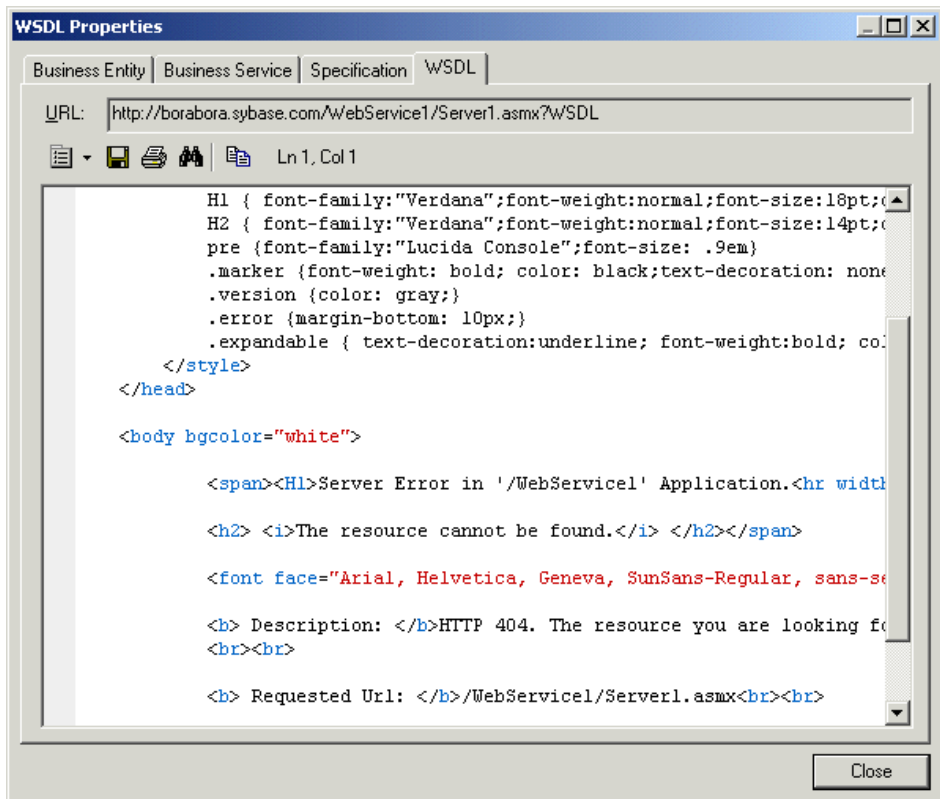 WSDL Properties
Business Entity Business Service Specification WSDL
URL: http://borabora.sybase.com/WebService1/Server1.asmx?WSDL
Ln 1, Col 1
H1 { font-family:"Verdana";font-weight:normal;font-size:18pt;
H2 { font-family:"Verdana";font-weight:normal;font-size:14pt;
pre {font-family:"Lucida Console";font-size: .9em}
.marker {font-weight: bold; color: black;text-decoration: none
.version {color: gray;}
.error {margin-bottom: 10px;}
.expandable { text-decoration:underline; font-weight:bold; col
</style>
</head>
<body bgcolor="white">
<span><H1>Server Error in '/WebService1' Application.<hr width
<h2> <i>The resource cannot be found.</i> </h2></span>
<font face="Arial, Helvetica, Geneva, SunSans-Regular, sans-se
<b> Description: </b>HTTP 404. The resource you are looking fo
<br><br>
<b> Requested Url: </b>/WebService1/Server1.asmx<br><br>
Close